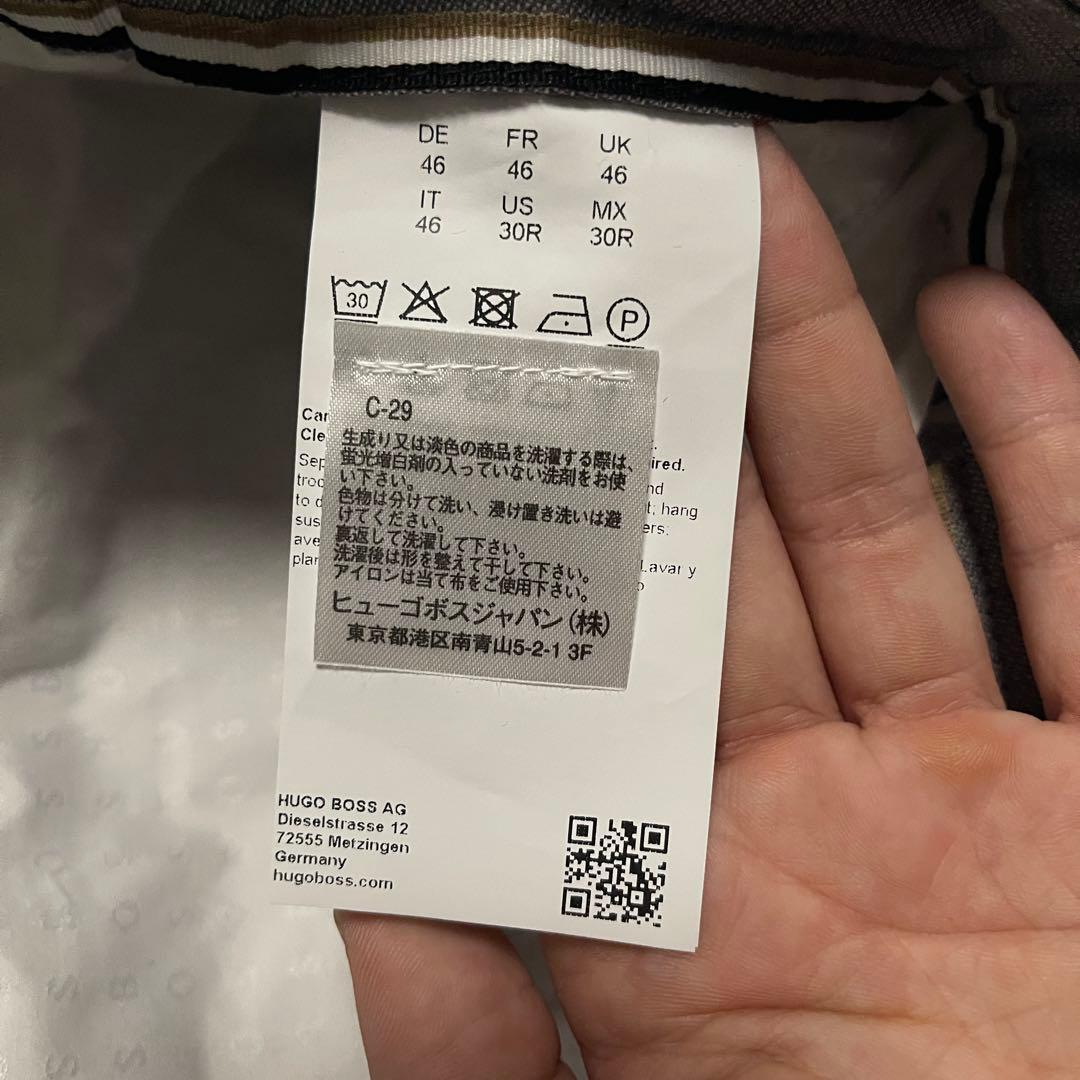 DE FR UK
46 46 46
IT US MX
46 30R 30R
30 P
C-29
生成り又は淡色の商品を洗濯する際は、
蛍光増白剤の入っていない洗剤をお使
い下さい。
色物は分けて洗い、浸け置き洗いは避
けてください。
裏返して洗濯して下さい。
洗濯後は形を整えて干して下さい。
アイロンは当て布をご使用下さい。
ヒューゴボスジャパン(株)
東京都港区南青山5-2-1 3F
t; hang
Lavar y
HUGO BOSS AG
Dieselstrasse 12
72555 Metzingen
Germany
hugoboss.com